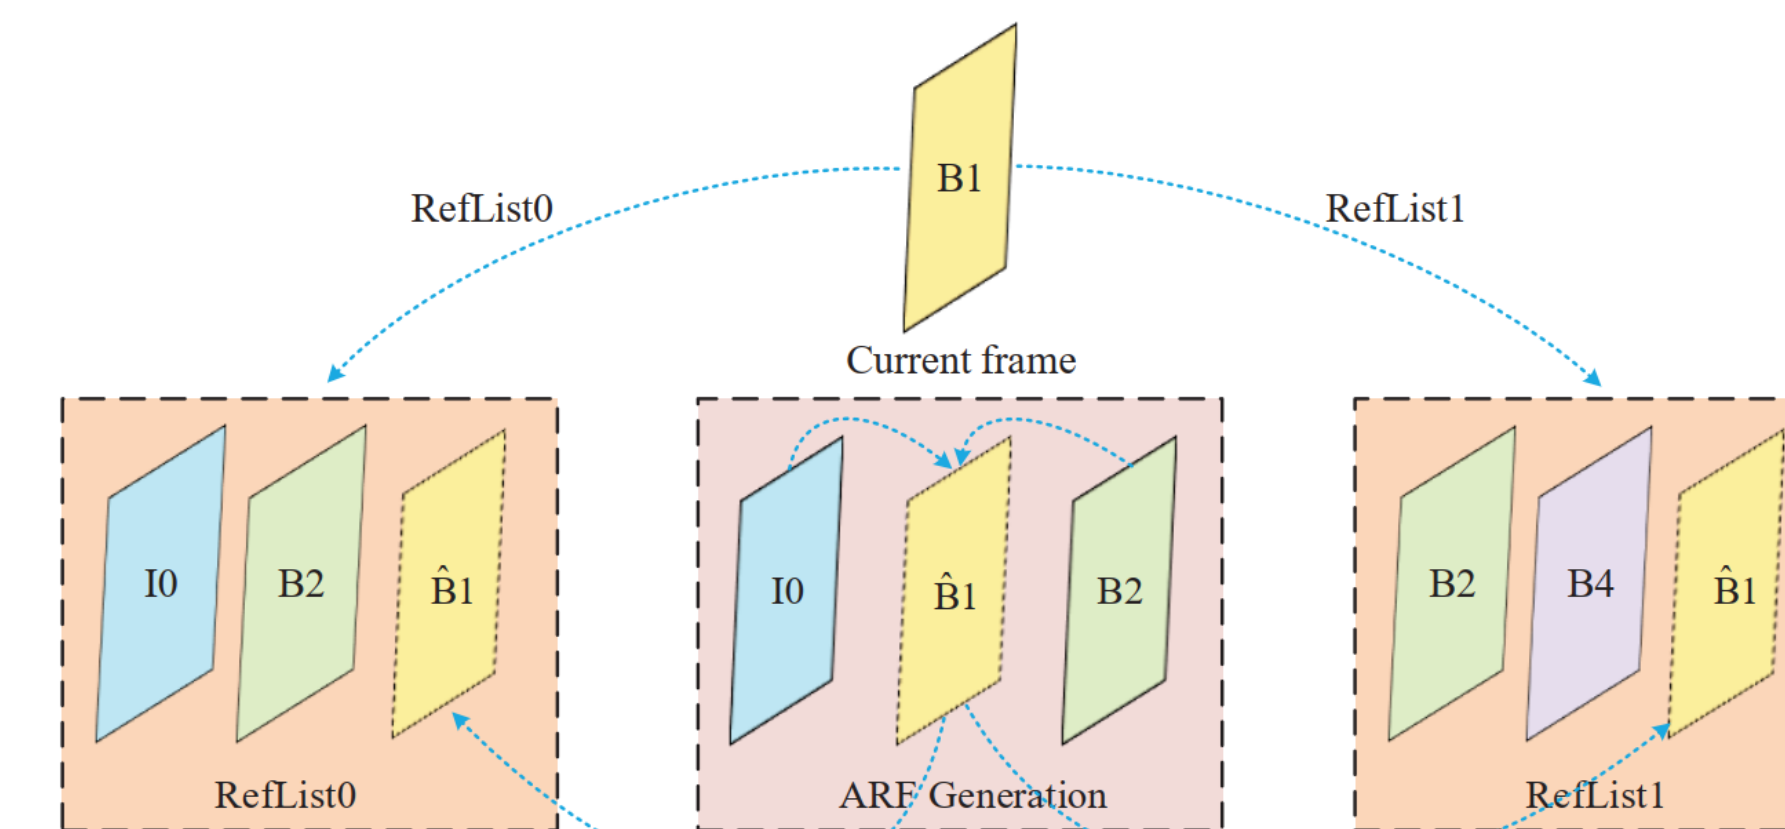 B1
RefList0
RefList1
Current frame
I0
B2
B̂1
I0
B̂1
B2
B2
B4
B̂1
RefList0
ARF Generation
RefList1